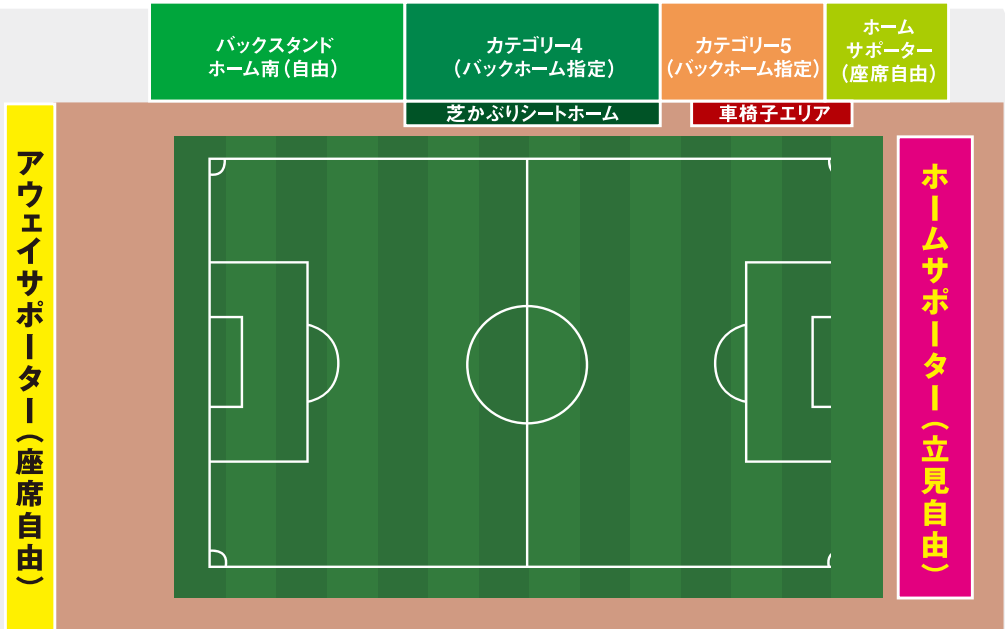 バックスタンド
ホーム南（自由）
カテゴリー4
（バックホーム指定）
カテゴリー5
（バックホーム指定）
ホーム
サポーター
（座席自由）
芝かぶりシートホーム
車椅子エリア
アウェイサポーター（座席自由）
ホームサポーター（立見自由）